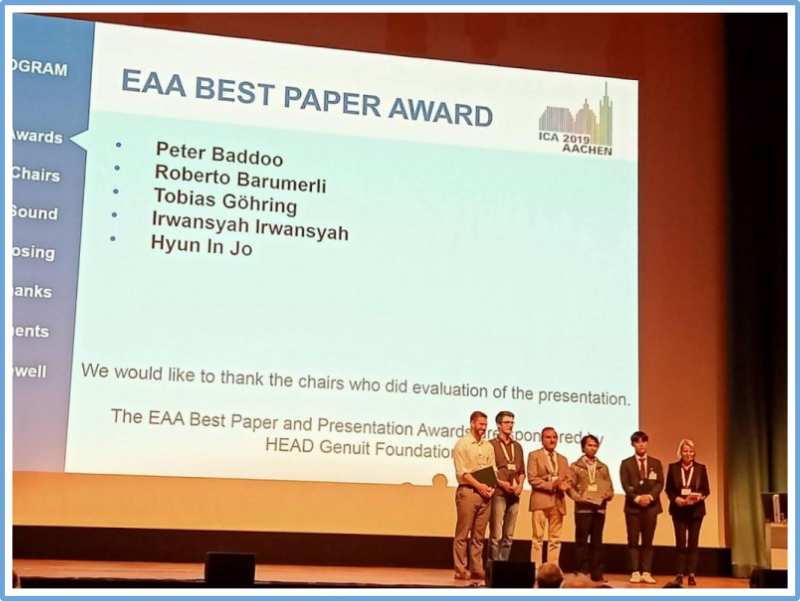 OGRAM
Awards
Chairs
Sound
osing
anks
ents
well
EAA BEST PAPER AWARD
ICA 2019
AACHEN
• Peter Baddoo
• Roberto Barumerli
• Tobias Göhring
• Irwansyah Irwansyah
• Hyun In Jo
We would like to thank the chairs who did evaluation of the presentation.
The EAA Best Paper and Presentation Awards are sponsored by
HEAD Genuit Foundation